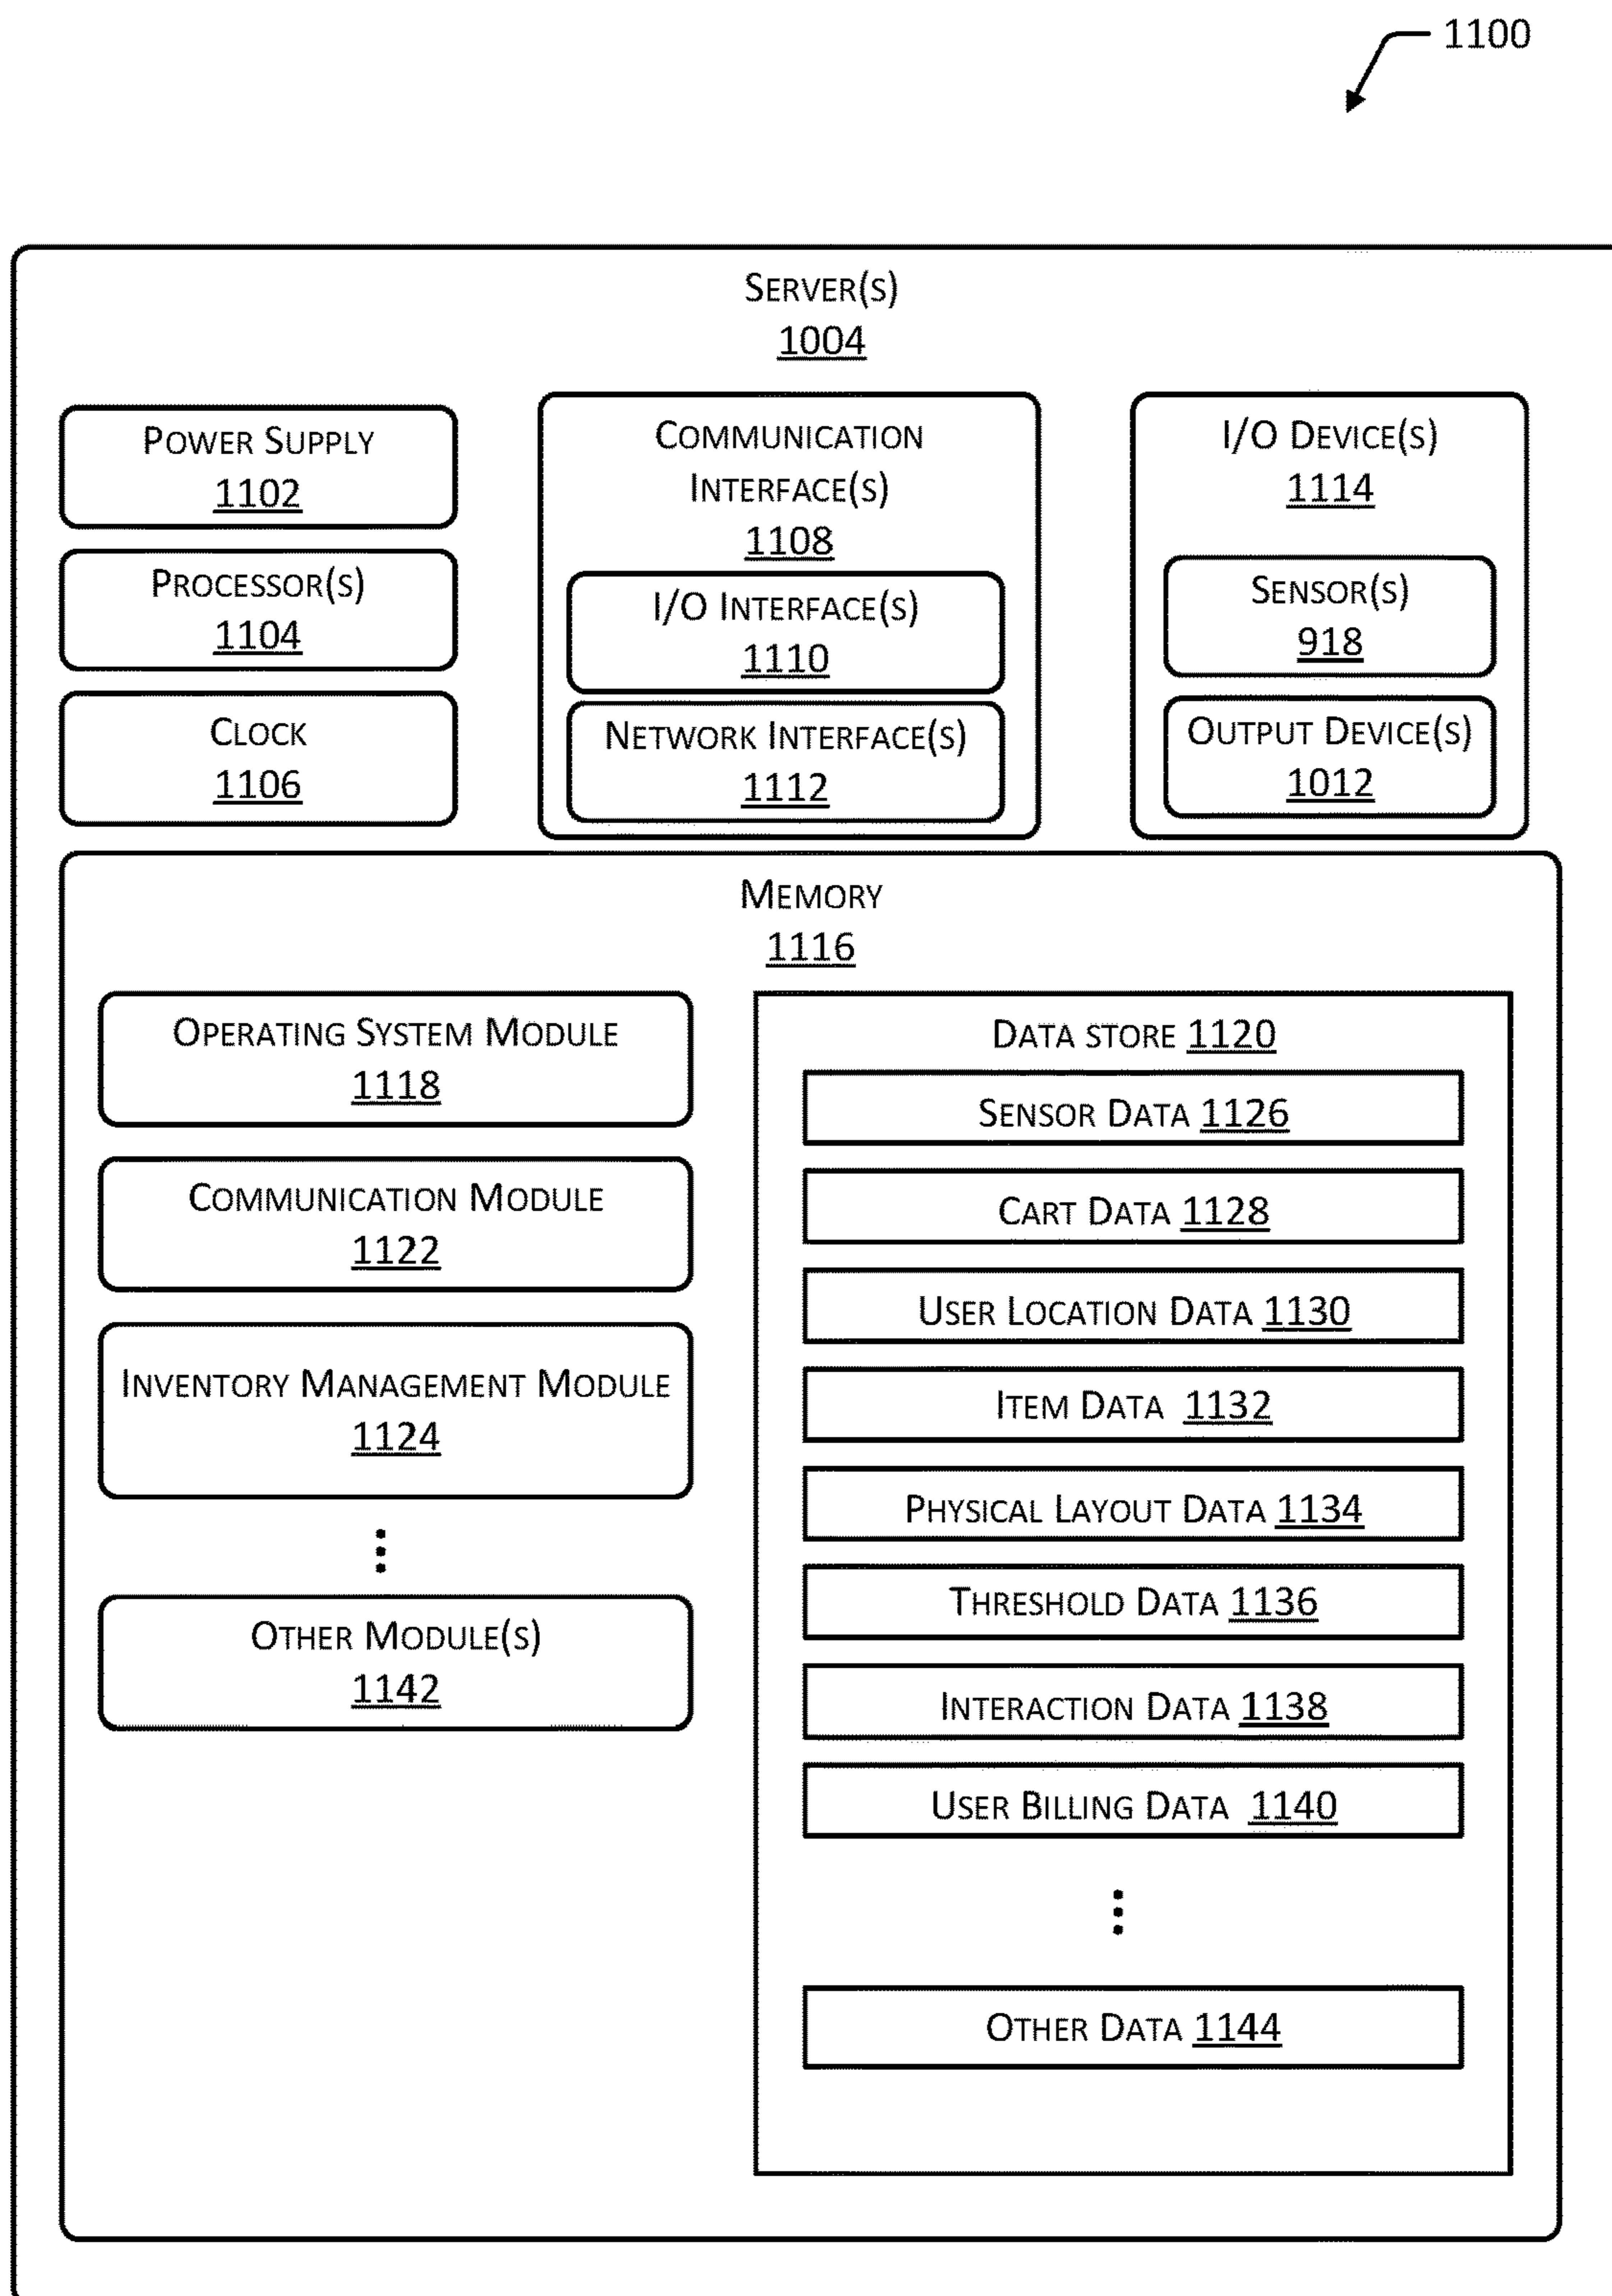 1100
SERVER(S)
1004
POWER SUPPLY
1102
PROCESSOR(S)
1104
CLOCK
1106
COMMUNICATION
INTERFACE(S)
1108
I/O INTERFACE(S)
1110
NETWORK INTERFACE(S)
1112
I/O DEVICE(S)
1114
SENSOR(S)
918
OUTPUT DEVICE(S)
1012
MEMORY
1116
OPERATING SYSTEM MODULE
1118
COMMUNICATION MODULE
1122
INVENTORY MANAGEMENT MODULE
1124
OTHER MODULE(S)
1142
DATA STORE 1120
SENSOR DATA 1126
CART DATA 1128
USER LOCATION DATA 1130
ITEM DATA 1132
PHYSICAL LAYOUT DATA 1134
THRESHOLD DATA 1136
INTERACTION DATA 1138
USER BILLING DATA 1140
OTHER DATA 1144